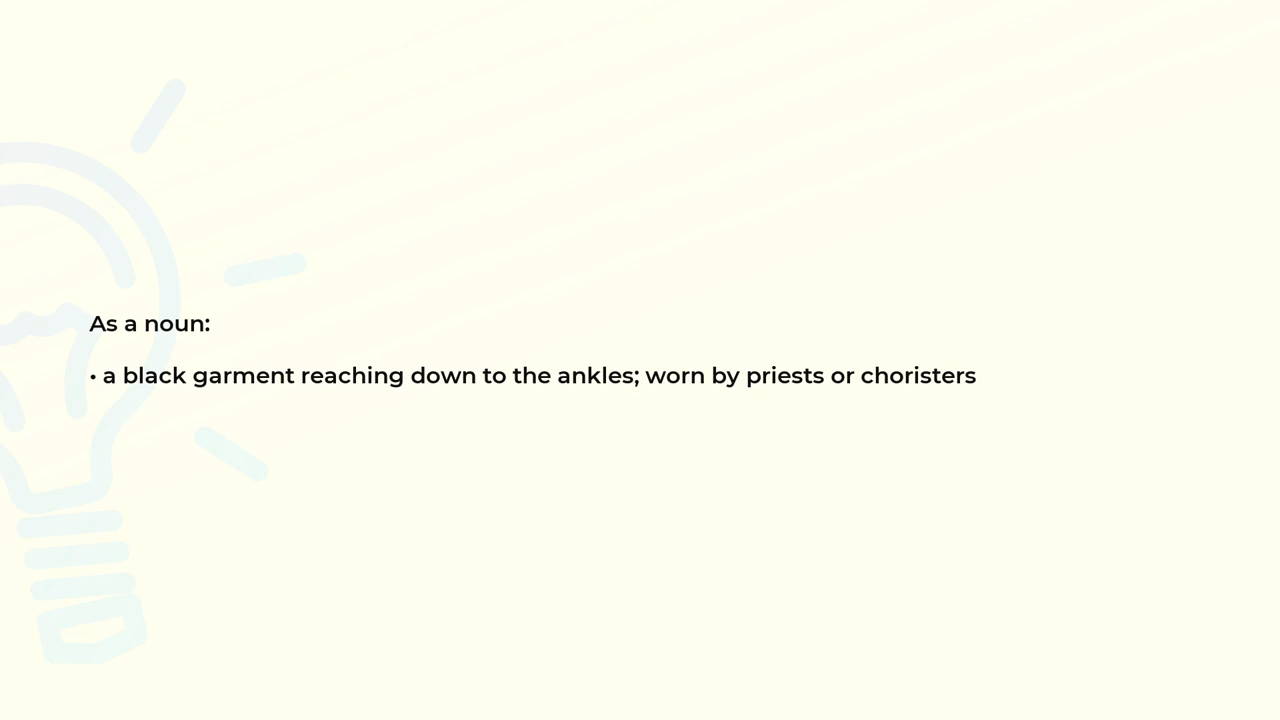 As a noun:
• a black garment reaching down to the ankles; worn by priests or choristers